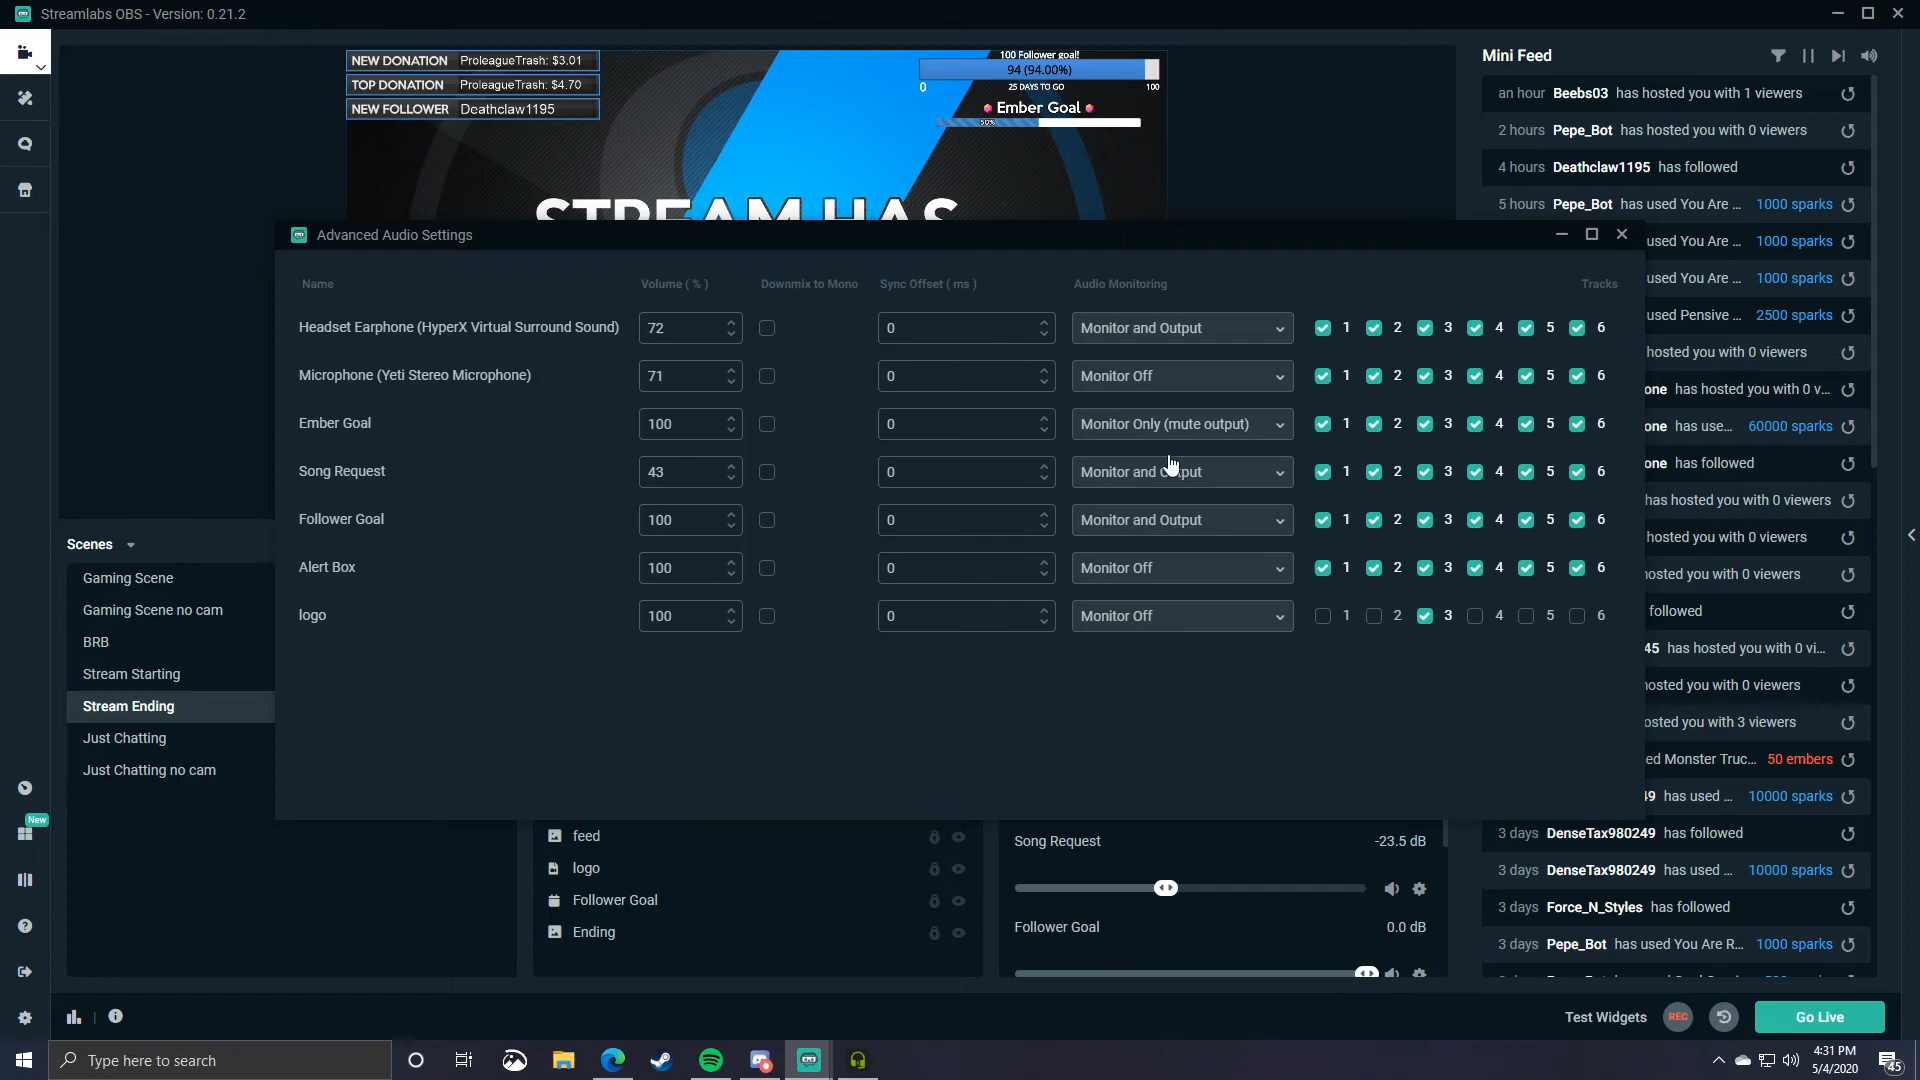 Streamlabs OBS - Version: 0.21.2
NEW DONATION ProleagueTrash: $3.01
TOP DONATION ProleagueTrash: $4.70
NEW FOLLOWER Deathclaw1195
100 Follower goal!
94 (94.00%)
0 25 DAYS TO GO 100
Ember Goal
50%
STREAM HAS
Mini Feed
an hour Beebs03 has hosted you with 1 viewers
2 hours Pepe_Bot has hosted you with 0 viewers
4 hours Deathclaw1195 has followed
5 hours Pepe_Bot has used You Are ... 1000 sparks
used You Are ... 1000 sparks
used You Are ... 1000 sparks
used Pensive ... 2500 sparks
hosted you with 0 viewers
one has hosted you with 0 v...
one has use... 60000 sparks
one has followed
has hosted you with 0 viewers
hosted you with 0 viewers
hosted you with 0 viewers
followed
45 has hosted you with 0 vi...
hosted you with 0 viewers
osted you with 3 viewers
ed Monster Truc... 50 embers
49 has used ... 10000 sparks
3 days DenseTax980249 has followed
3 days DenseTax980249 has used ... 10000 sparks
3 days Force_N_Styles has followed
3 days Pepe_Bot has used You Are R... 1000 sparks
Advanced Audio Settings
Name Volume ( % ) Downmix to Mono Sync Offset ( ms ) Audio Monitoring Tracks
Headset Earphone (HyperX Virtual Surround Sound) 72 0 Monitor and Output 1 2 3 4 5 6
Microphone (Yeti Stereo Microphone) 71 0 Monitor Off 1 2 3 4 5 6
Ember Goal 100 0 Monitor Only (mute output) 1 2 3 4 5 6
Song Request 43 0 Monitor and Output 1 2 3 4 5 6
Follower Goal 100 0 Monitor and Output 1 2 3 4 5 6
Alert Box 100 0 Monitor Off 1 2 3 4 5 6
logo 100 0 Monitor Off 1 2 3 4 5 6
Scenes
Gaming Scene
Gaming Scene no cam
BRB
Stream Starting
Stream Ending
Just Chatting
Just Chatting no cam
New
feed
logo
Follower Goal
Ending
Song Request -23.5 dB
Follower Goal 0.0 dB
Test Widgets REC Go Live
Type here to search
4:31 PM
5/4/2020
45